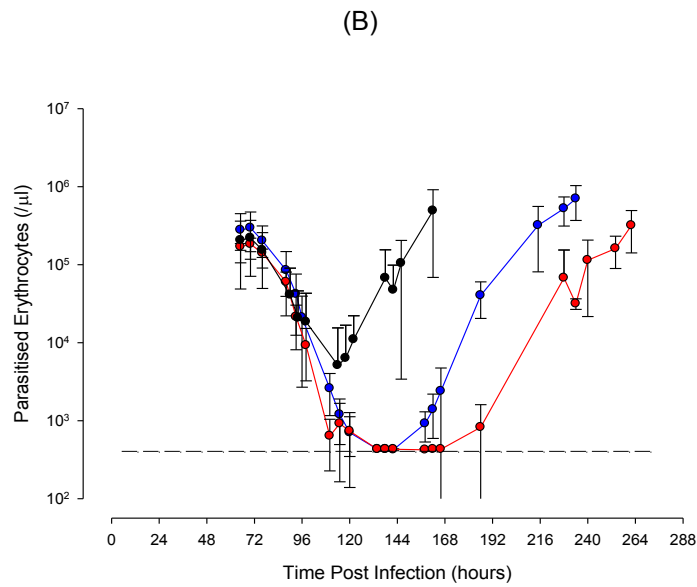 (B)
Parasitised Erythrocytes (/µl)
10⁷
10⁶
10⁵
10⁴
10³
10²
0 24 48 72 96 120 144 168 192 216 240 264 288
Time Post Infection (hours)